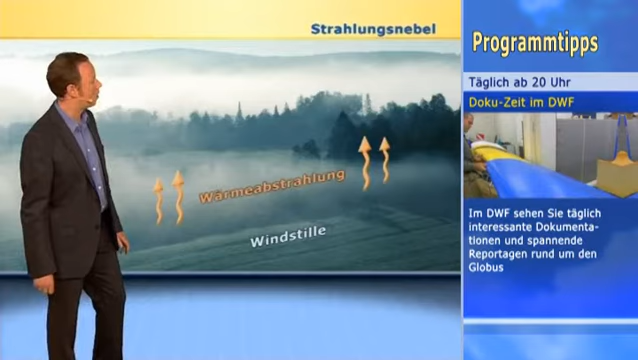 Strahlungsnebel
Wärmeabstrahlung
Windstille
Programmtipps
Täglich ab 20 Uhr
Doku-Zeit im DWF
Im DWF sehen Sie täglich
interessante Dokumenta-
tionen und spannende
Reportagen rund um den
Globus